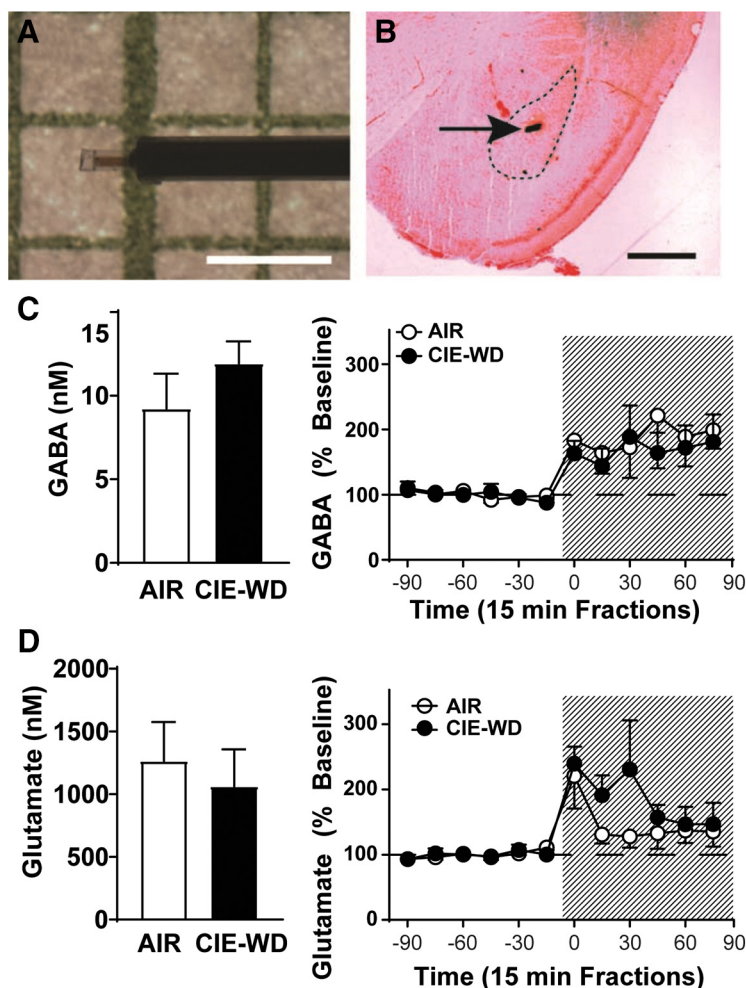 A
B
C
GABA (nM)
15
10
5
0
AIR CIE-WD
GABA (% Baseline)
AIR
CIE-WD
300
200
100
0
-90 -60 -30 0 30 60 90
Time (15 min Fractions)
D
Glutamate (nM)
2000
1500
1000
500
0
AIR CIE-WD
Glutamate (% Baseline)
AIR
CIE-WD
300
200
100
0
-90 -60 -30 0 30 60 90
Time (15 min Fractions)